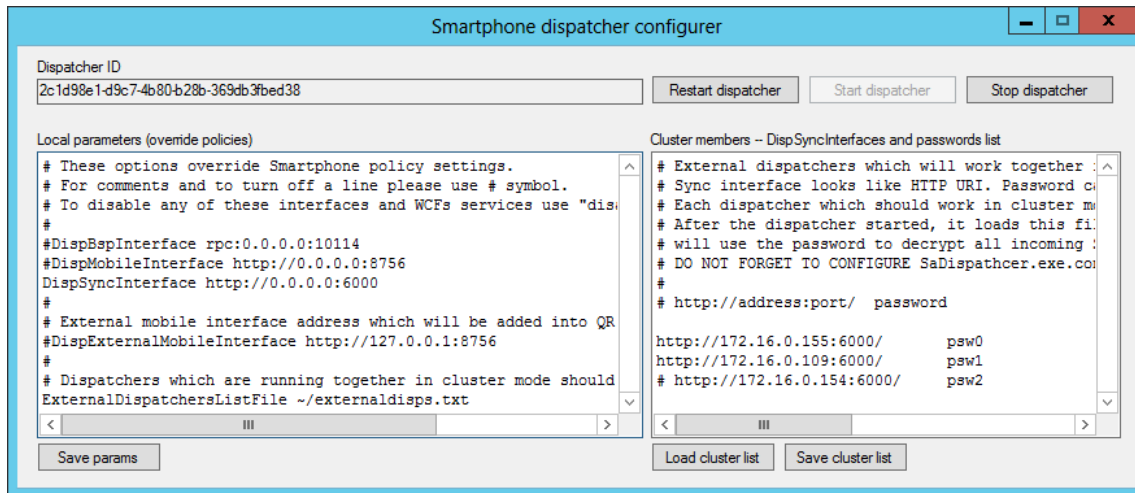 Smartphone dispatcher configurer
Dispatcher ID
2c1d98e1-d9c7-4b80-b28b-369db3fbed38
Restart dispatcher
Start dispatcher
Stop dispatcher
Local parameters (override policies)
# These options override Smartphone policy settings.
# For comments and to turn off a line please use # symbol.
# To disable any of these interfaces and WCFs services use "dis
#
#DispBspInterface rpc:0.0.0.0:10114
#DispMobileInterface http://0.0.0.0:8756
DispSyncInterface http://0.0.0.0:6000
#
# External mobile interface address which will be added into QR
#DispExternalMobileInterface http://127.0.0.1:8756
#
# Dispatchers which are running together in cluster mode should
ExternalDispatchersListFile ~/externaldisps.txt
Save params
Cluster members -- DispSyncInterfaces and passwords list
# External dispatchers which will work together
# Sync interface looks like HTTP URI. Password c
# Each dispatcher which should work in cluster m
# After the dispatcher started, it loads this fi
# will use the password to decrypt all incoming
# DO NOT FORGET TO CONFIGURE SaDispathcer.exe.co
#
# http://address:port/ password
http://172.16.0.155:6000/ psw0
http://172.16.0.109:6000/ psw1
# http://172.16.0.154:6000/ psw2
Load cluster list
Save cluster list